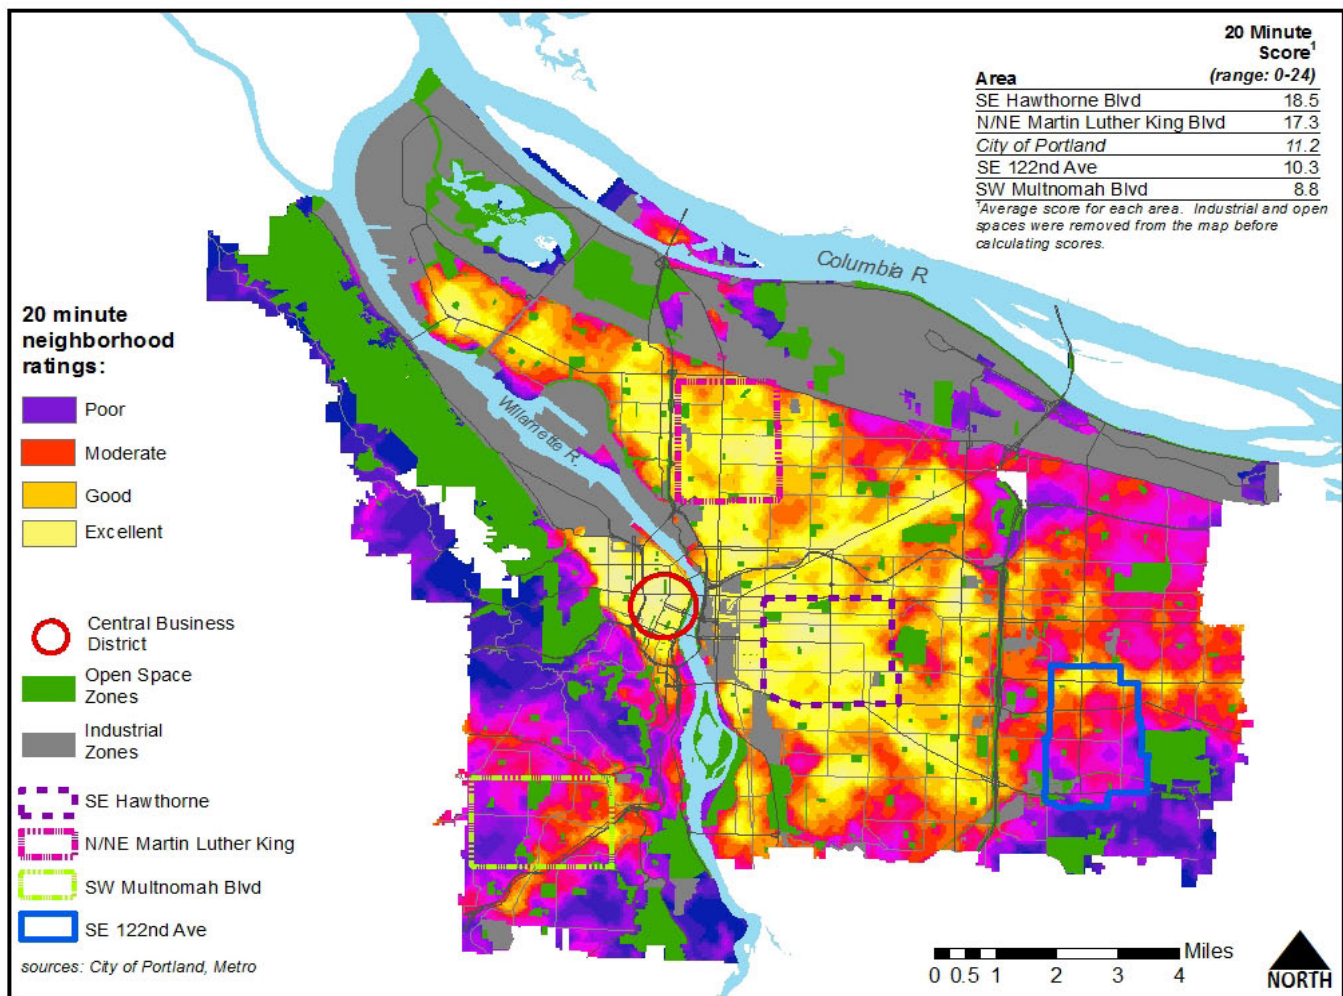 20 Minute
Score¹
Area (range: 0-24)
SE Hawthorne Blvd 18.5
N/NE Martin Luther King Blvd 17.3
City of Portland 11.2
SE 122nd Ave 10.3
SW Multnomah Blvd 8.8
¹Average score for each area. Industrial and open
spaces were removed from the map before
calculating scores.
Columbia R.
Willamette R.
20 minute
neighborhood
ratings:
Poor
Moderate
Good
Excellent
Central Business
District
Open Space
Zones
Industrial
Zones
SE Hawthorne
N/NE Martin Luther King
SW Multnomah Blvd
SE 122nd Ave
sources: City of Portland, Metro
Miles
0 0.5 1 2 3 4
NORTH